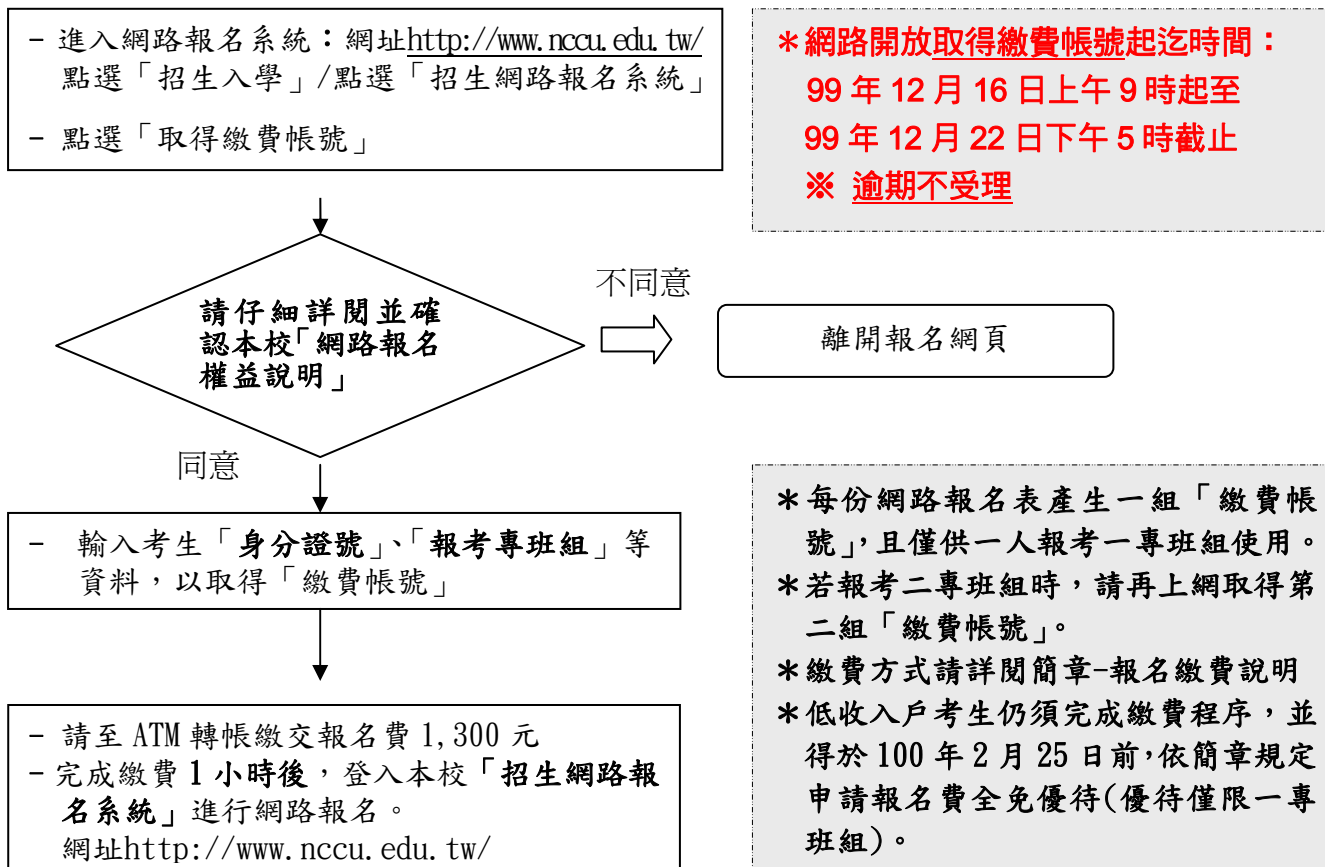 - 進入網路報名系統：網址http://www.nccu.edu.tw/
點選「招生入學」/點選「招生網路報名系統」
- 點選「取得繳費帳號」
＊網路開放取得繳費帳號起迄時間：
99 年 12 月 16 日上午 9 時起至
99 年 12 月 22 日下午 5 時截止
※ 逾期不受理
請仔細詳閱並確
認本校「網路報名
權益說明」
不同意
離開報名網頁
同意
- 輸入考生「身分證號」、「報考專班組」等
資料，以取得「繳費帳號」
- 請至 ATM 轉帳繳交報名費 1,300 元
- 完成繳費 1 小時後，登入本校「招生網路報
名系統」進行網路報名。
網址http://www.nccu.edu.tw/
＊每份網路報名表產生一組「繳費帳
號」，且僅供一人報考一專班組使用。
＊若報考二專班組時，請再上網取得第
二組「繳費帳號」。
＊繳費方式請詳閱簡章-報名繳費說明
＊低收入戶考生仍須完成繳費程序，並
得於 100 年 2 月 25 日前，依簡章規定
申請報名費全免優待(優待僅限一專
班組)。